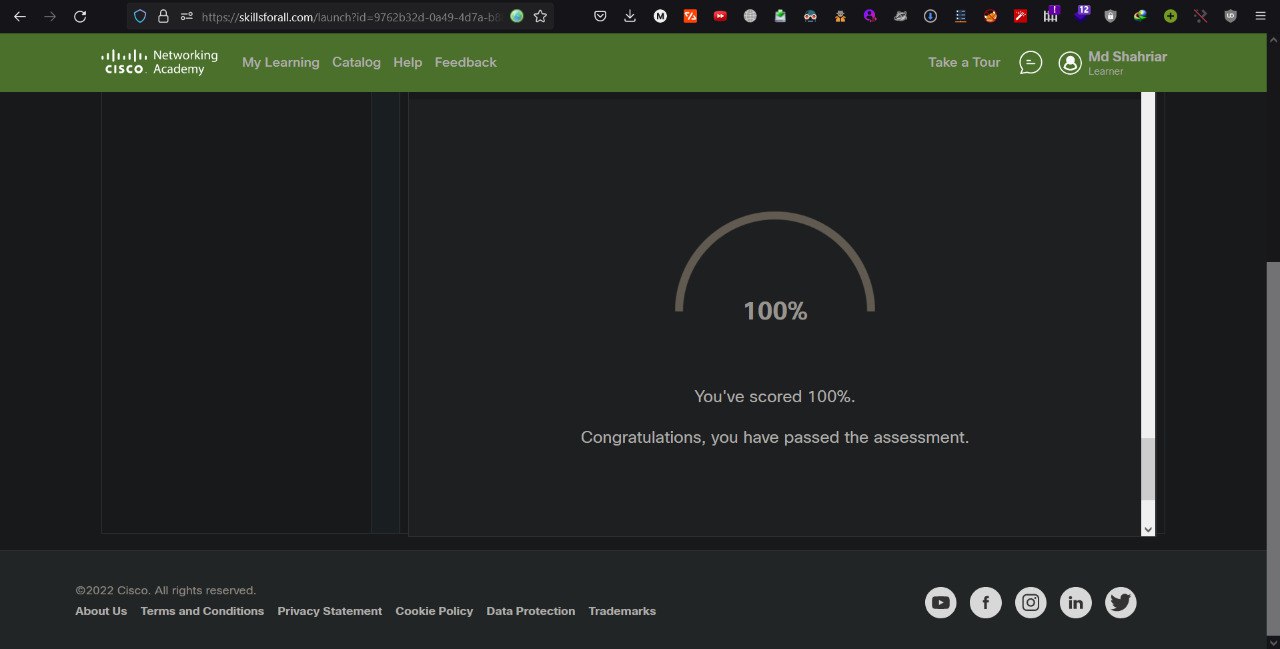 https://skillsforall.com/launch?id=9762b32d-0a49-4d7a-b8
M
1
12
Networking
CISCO Academy
My Learning
Catalog
Help
Feedback
Take a Tour
Md Shahriar
Learner
100%
You've scored 100%.
Congratulations, you have passed the assessment.
©2022 Cisco. All rights reserved.
About Us
Terms and Conditions
Privacy Statement
Cookie Policy
Data Protection
Trademarks